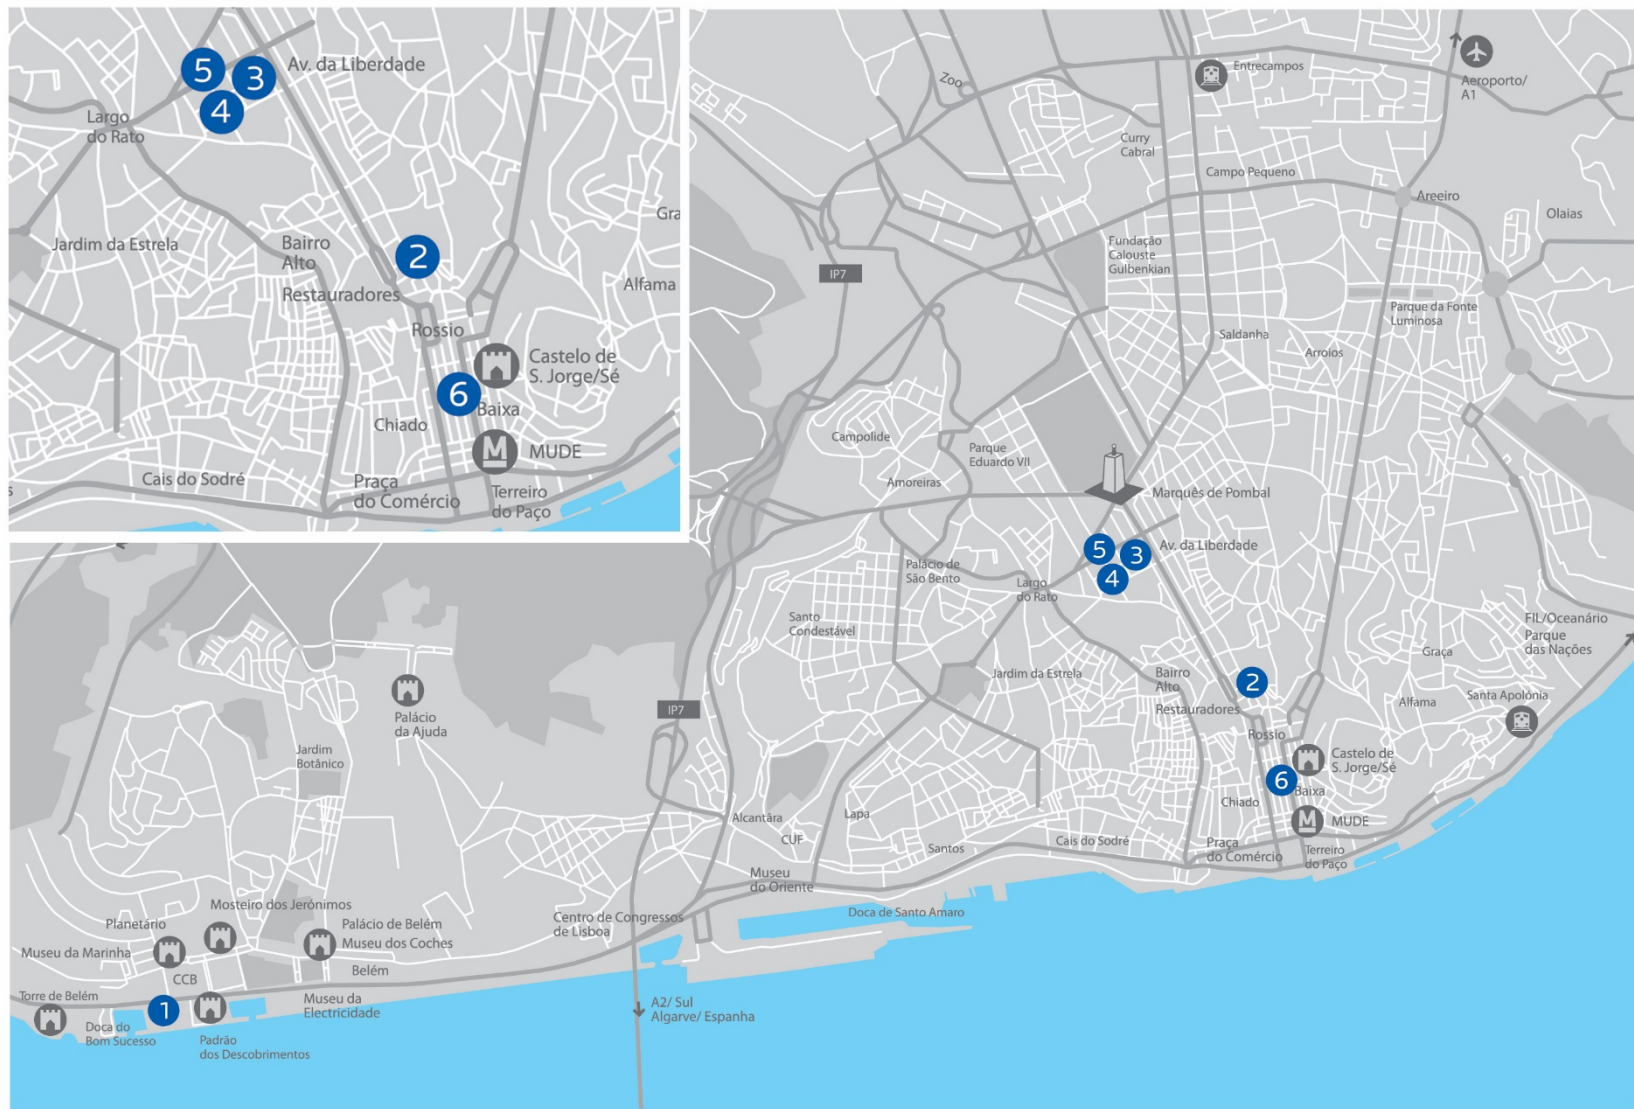 5
3
Av. da Liberdade
4
Largo
do Rato
Gra
Jardim da Estrela
Bairro
Alto
2
Restauradores
Alfama
Rossio
Castelo de
S. Jorge/Sé
6
Baixa
Chiado
MUDE
Cais do Sodré
Praça
do Comércio
Terreiro
do Paço
s
Zoo
Entrecampos
Aeroporto/
A1
Curry
Cabral
Campo Pequeno
Areeiro
Olaias
Fundação
Calouste
Gulbenkian
IP7
Parque da Fonte
Luminosa
Saldanha
Arroios
Campolide
Parque
Eduardo VII
Amoreiras
Marquês de Pombal
5
3
Av. da Liberdade
4
Palácio de
São Bento
Largo
do Rato
Santo
Condestável
FIL/Oceanário
Parque
das Nações
Graça
Jardim da Estrela
Bairro
Alto
2
Restauradores
Alfama
Santa Apolónia
IP7
Palácio
da Ajuda
Rossio
Jardim
Botânico
Castelo de
S. Jorge/Sé
6
Baixa
Chiado
MUDE
Alcantâra
CUF
Lapa
Santos
Cais do Sodré
Praça
do Comércio
Terreiro
do Paço
Museu
do Oriente
Doca de Santo Amaro
Centro de Congressos
de Lisboa
Mosteiro dos Jerónimos
Planetário
Palácio de Belém
Museu dos Coches
Museu da Marinha
Belém
CCB
Torre de Belém
1
Museu da
Electricidade
Doca do
Bom Sucesso
Padrão
dos Descobrimentos
A2/ Sul
Algarve/ Espanha